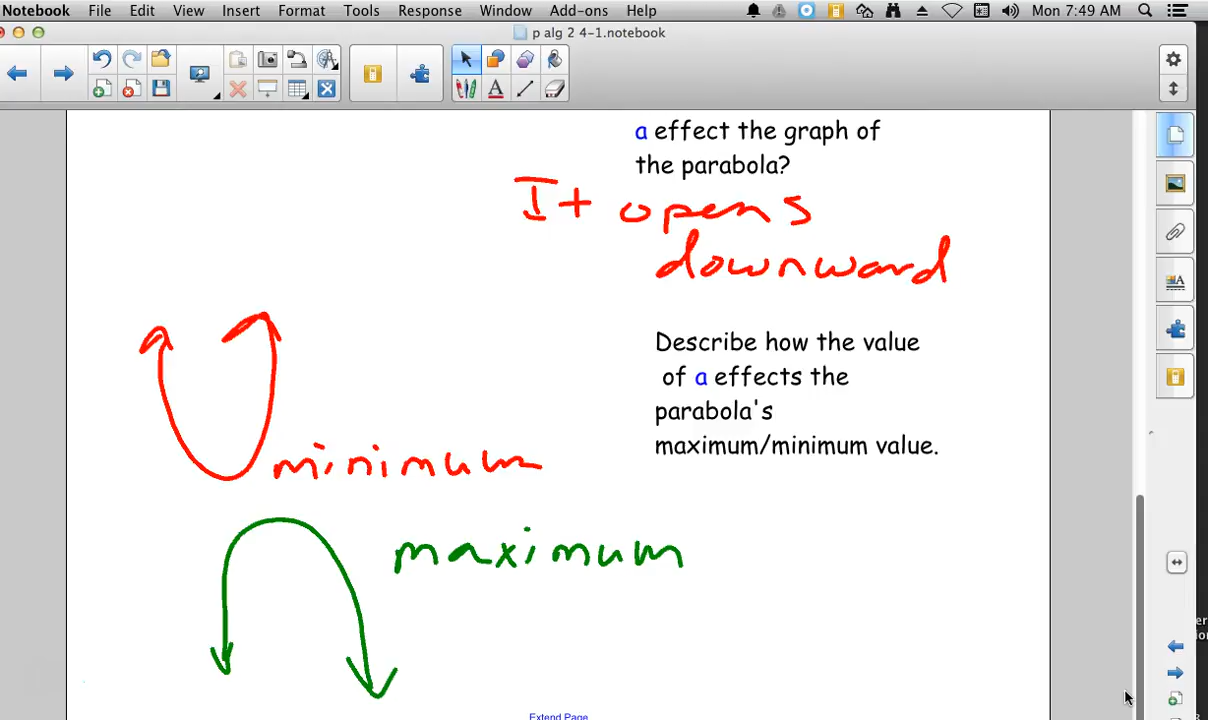 Notebook File Edit View Insert Format Tools Response Window Add-ons Help Mon 7:49 AM
p alg 2 4-1.notebook
a effect the graph of
the parabola?
It opens
downward
Describe how the value
of a effects the
parabola's
maximum/minimum value.
minimum
maximum
Extend Page